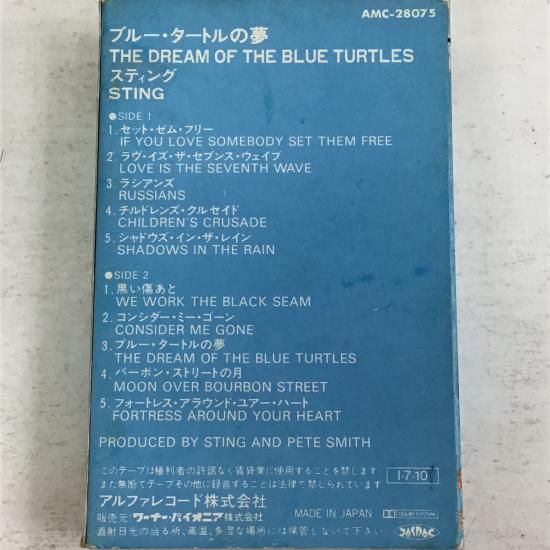 AMC-28075
ブルー・タートルの夢
THE DREAM OF THE BLUE TURTLES
スティング
STING
●SIDE 1
1. セット・ゼム・フリー
IF YOU LOVE SOMEBODY SET THEM FREE
2. ラヴ・イズ・ザ・セブンス・ウェイブ
LOVE IS THE SEVENTH WAVE
3. ラシアンズ
RUSSIANS
4. チルドレンズ・クルセイド
CHILDREN'S CRUSADE
5. シャドウズ・イン・ザ・レイン
SHADOWS IN THE RAIN
●SIDE 2
1. 黒い傷あと
WE WORK THE BLACK SEAM
2. コンシダー・ミー・ゴーン
CONSIDER ME GONE
3. ブルー・タートルの夢
THE DREAM OF THE BLUE TURTLES
4. バーボン・ストリートの月
MOON OVER BOURBON STREET
5. フォートレス・アラウンド・ユアー・ハート
FORTRESS AROUND YOUR HEART
PRODUCED BY STING AND PETE SMITH
このテープは権利者の許諾なく賃貸業に使用することを禁じます
また無断でテープその他に録音することは法律で禁じられています。
I·7·10
アルファレコード株式会社
販売元・ワーナー・パイオニア株式会社
MADE IN JAPAN
DOLBY SYSTEM
直射日光の当る所、高温、多湿な場所には保管しないで下さい。
JASRAC